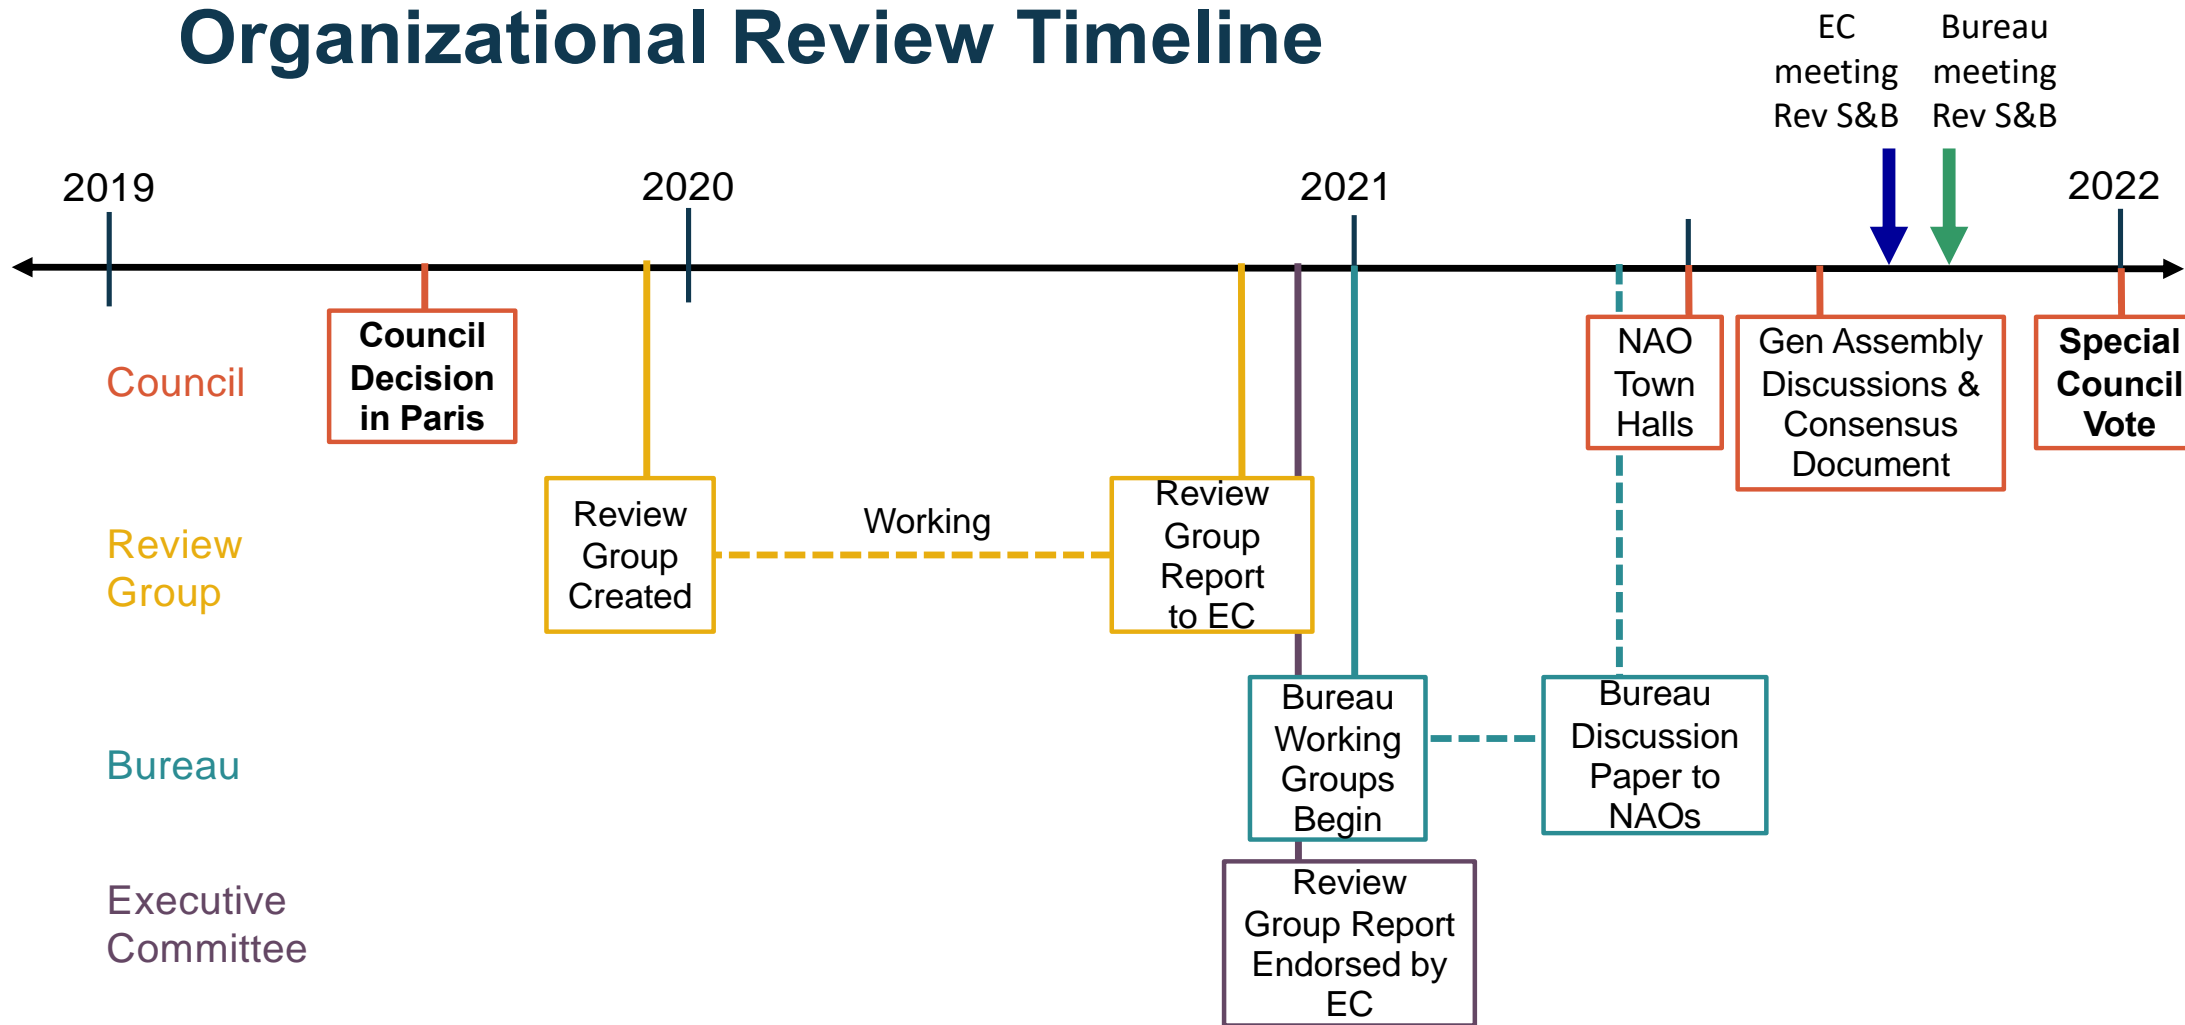 Organizational Review Timeline
EC
meeting
Rev S&B
Bureau
meeting
Rev S&B
2019
2020
2021
2022
Council
Council
Decision
in Paris
NAO
Town
Halls
Gen Assembly
Discussions &
Consensus
Document
Special
Council
Vote
Review
Group
Review
Group
Created
Working
Review
Group
Report
to EC
Bureau
Bureau
Working
Groups
Begin
Bureau
Discussion
Paper to
NAOs
Executive
Committee
Review
Group Report
Endorsed by
EC